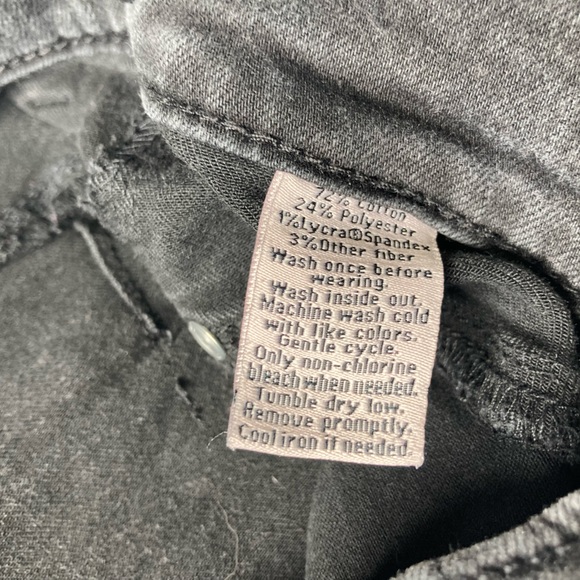 72% Cotton
24% Polyester
1%Lycra®Spandex
3%Other fiber
Wash once before
wearing.
Wash inside out.
Machine wash cold
with like colors.
Gentle cycle.
Only non-chlorine
bleach when needed.
Tumble dry low.
Remove promptly.
Cool iron if needed.